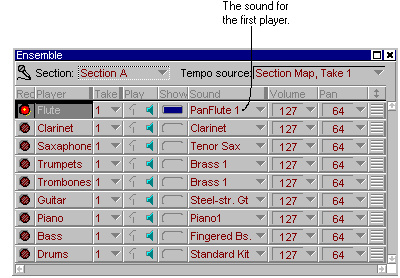 The sound for
the first player.
Ensemble
Section: Section A Tempo source: Section Map, Take 1
Rec Player Take Play Show Sound Volume Pan
Flute 1 PanFlute 1 127 64
Clarinet 1 Clarinet 127 64
Saxophone 1 Tenor Sax 127 64
Trumpets 1 Brass 1 127 64
Trombones 1 Brass 1 127 64
Guitar 1 Steel-str. Gt 127 64
Piano 1 Piano1 127 64
Bass 1 Fingered Bs. 127 64
Drums 1 Standard Kit 127 64